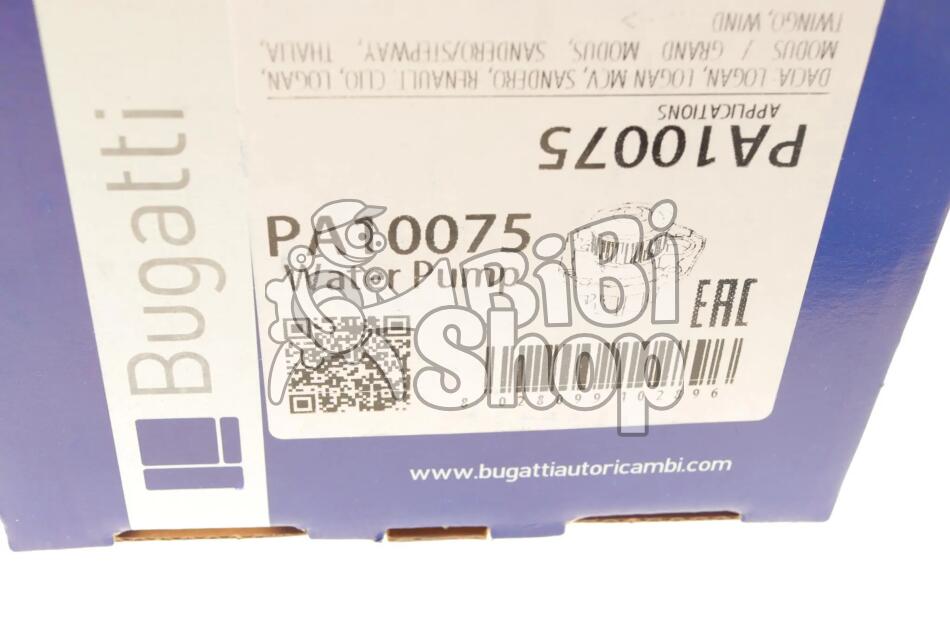 Bugatti
PA10075
APPLICATIONS
DACIA: LOGAN, LOGAN MCV, SANDERO, RENAULT: CLIO, LOGAN,
MODUS / GRAND MODUS, SANDERO/STEPWAY, THALIA,
TWINGO, WIND
PA10075
Water Pump
EAC
BiBi
Shop
www.bugattiautoricambi.com